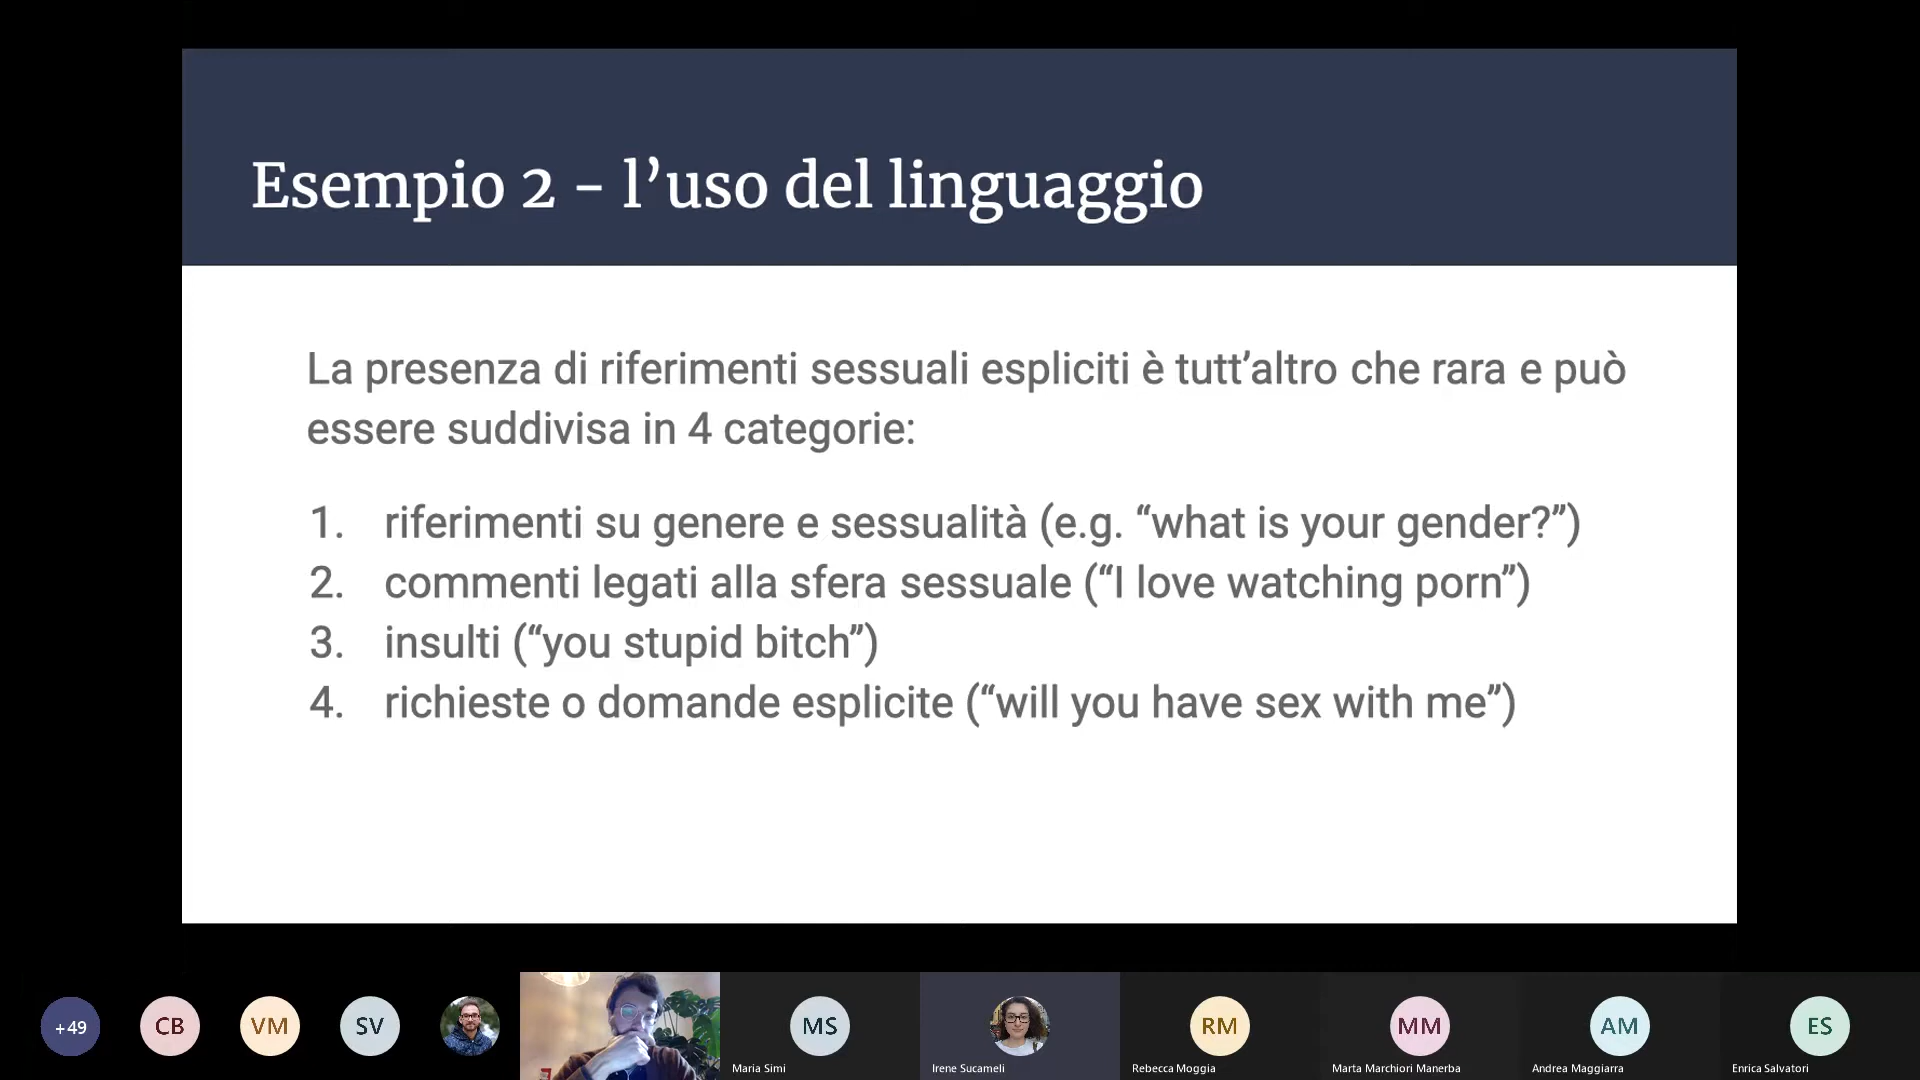 Esempio 2 - l’uso del linguaggio
La presenza di riferimenti sessuali espliciti è tutt’altro che rara e può
essere suddivisa in 4 categorie:
1. riferimenti su genere e sessualità (e.g. “what is your gender?”)
2. commenti legati alla sfera sessuale (“I love watching porn”)
3. insulti (“you stupid bitch”)
4. richieste o domande esplicite (“will you have sex with me”)
+49
CB
VM
SV
MS
RM
MM
AM
ES
Maria Simi
Irene Sucameli
Rebecca Moggia
Marta Marchiori Manerba
Andrea Maggiarra
Enrica Salvatori